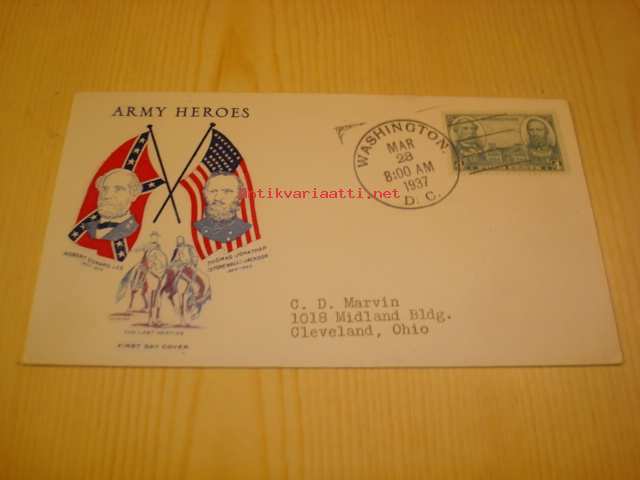 ARMY HEROES
WASHINGTON,
MAR
23
8:00 AM
1937
D. C.
Antikvariaatti.net
ROBERT EDWARD LEE
THOMAS JONATHAN
(STONEWALL) JACKSON
THE LAST MEETING
FIRST DAY COVER
C. D. Marvin
1018 Midland Bldg.
Cleveland, Ohio